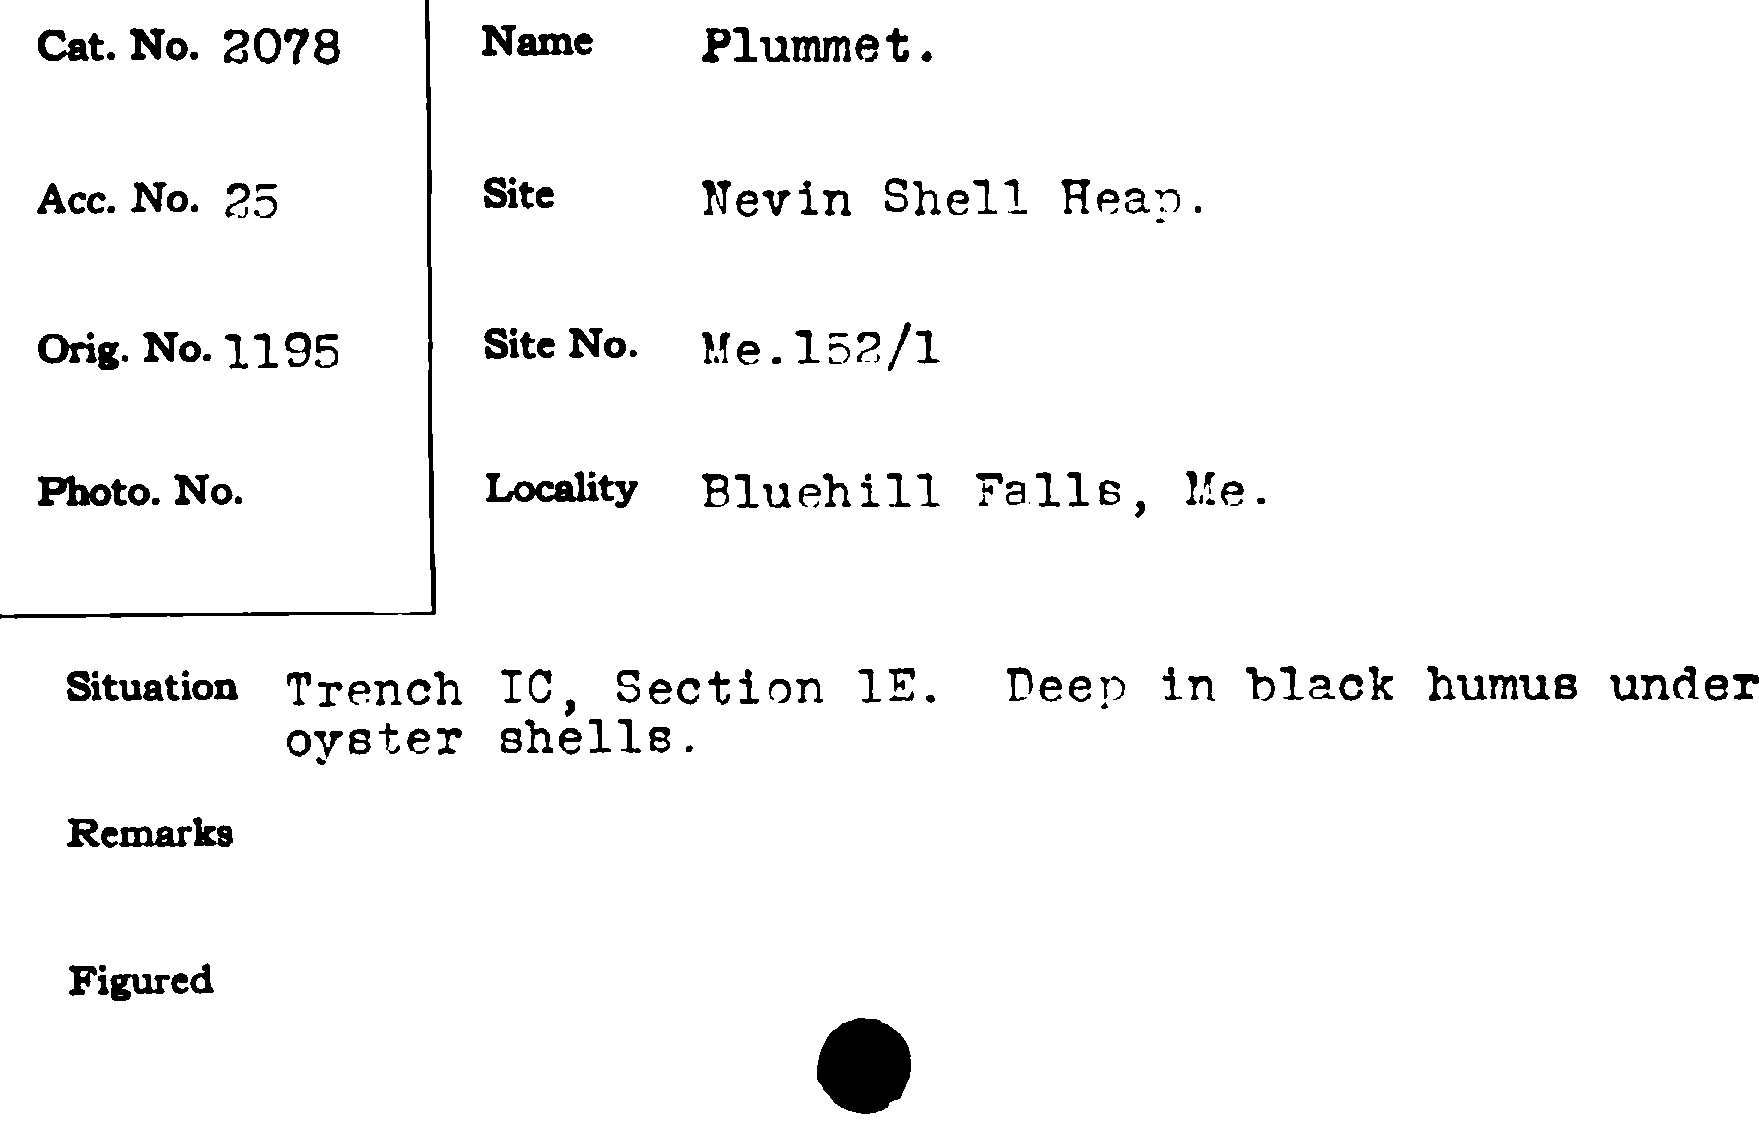 Cat. No. 2078
Name Plummet.
Acc. No. 25
Site Nevin Shell Heap.
Orig. No. 1195
Site No. Me.152/1
Photo. No.
Locality Bluehill Falls, Me.
Situation Trench IC, Section 1E. Deep in black humus under
oyster shells.
Remarks
Figured